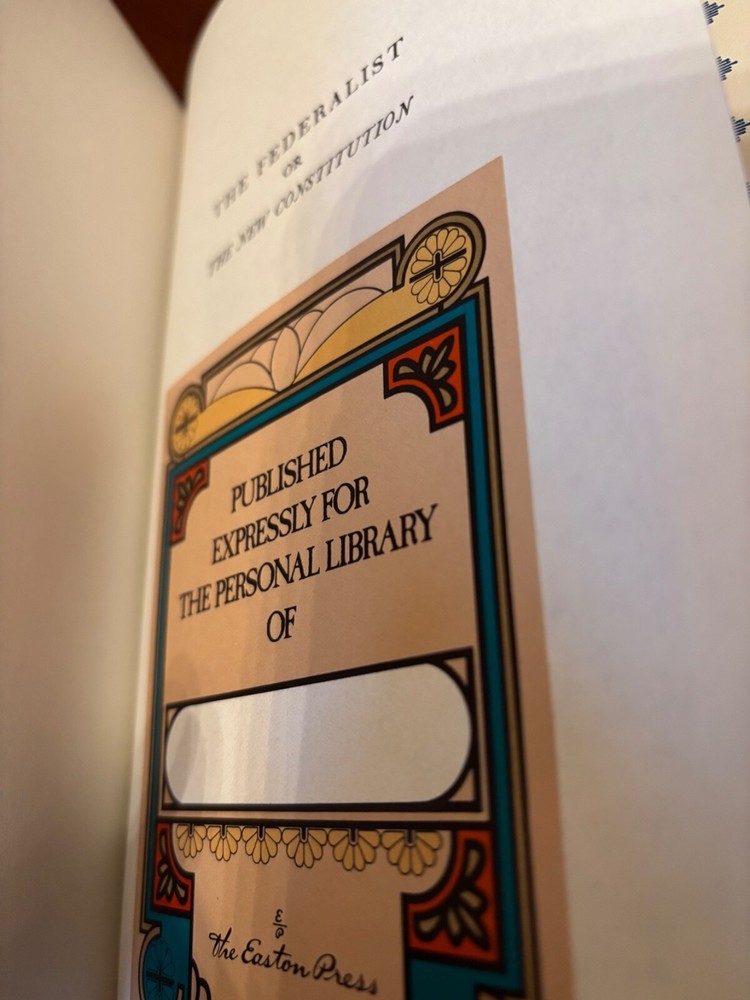 THE FEDERALIST
OR
THE NEW CONSTITUTION
PUBLISHED
EXPRESSLY FOR
THE PERSONAL LIBRARY
OF
E
P
The Easton Press